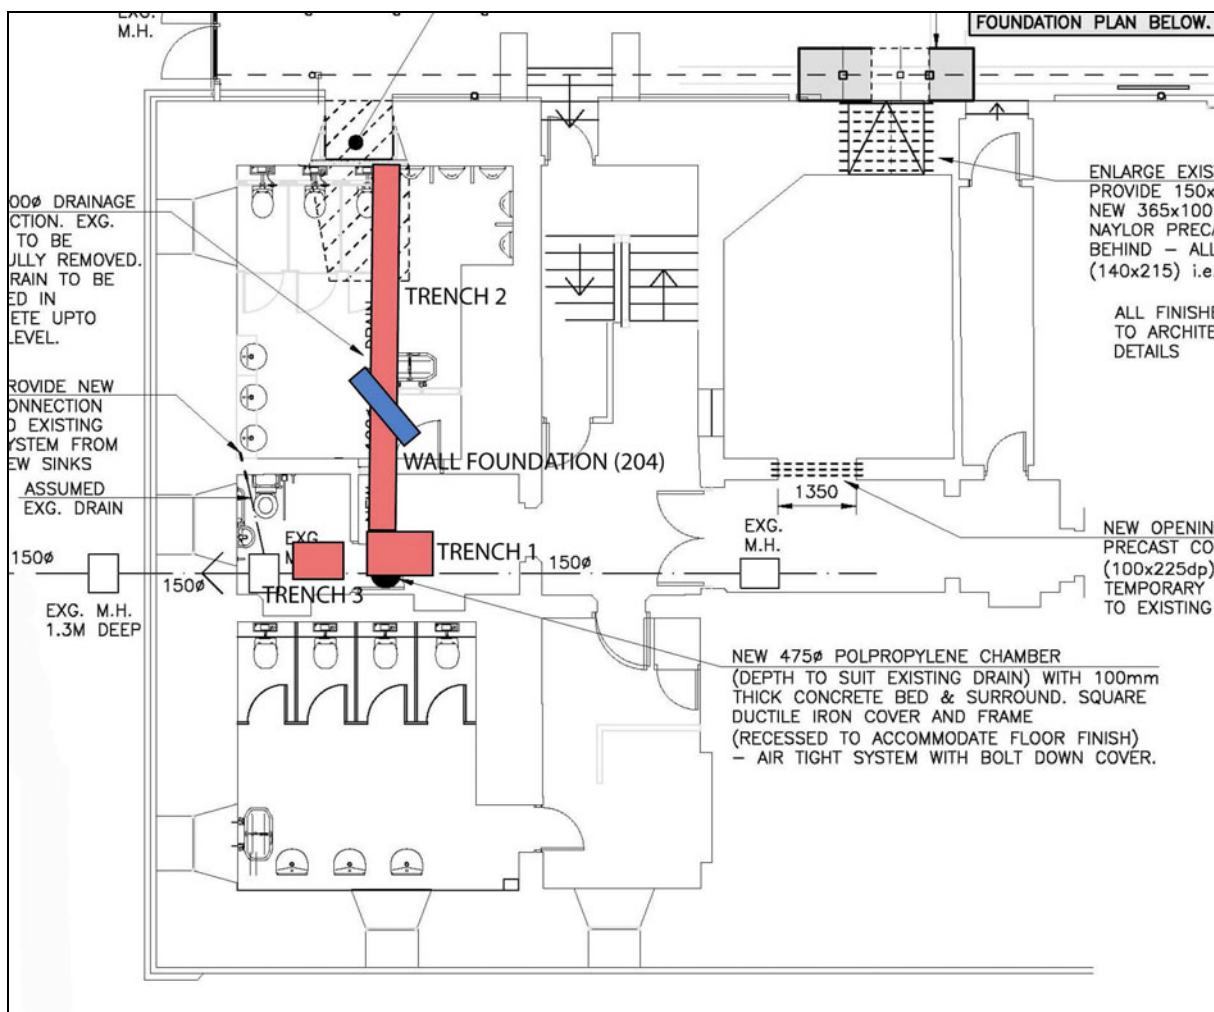 EXG.
M.H.
FOUNDATION PLAN BELOW.
00ø DRAINAGE
CTION. EXG.
TO BE
ULLY REMOVED.
RAIN TO BE
ED IN
ETE UPTO
LEVEL.
ROVIDE NEW
ONNECTION
O EXISTING
YSTEM FROM
EW SINKS
ASSUMED
EXG. DRAIN
150ø
EXG. M.H.
1.3M DEEP
150ø
EXG.
TRENCH 2
DRAIN
NEW
WALL FOUNDATION (204)
TRENCH 1
TRENCH 3
150ø
EXG.
M.H.
1350
ENLARGE EXIS
PROVIDE 150x
NEW 365x100
NAYLOR PRECA
BEHIND – ALL
(140x215) i.e.
ALL FINISHE
TO ARCHITE
DETAILS
NEW OPENIN
PRECAST CO
(100x225dp)
TEMPORARY
TO EXISTING
NEW 475ø POLPROPYLENE CHAMBER
(DEPTH TO SUIT EXISTING DRAIN) WITH 100mm
THICK CONCRETE BED & SURROUND. SQUARE
DUCTILE IRON COVER AND FRAME
(RECESSED TO ACCOMMODATE FLOOR FINISH)
– AIR TIGHT SYSTEM WITH BOLT DOWN COVER.